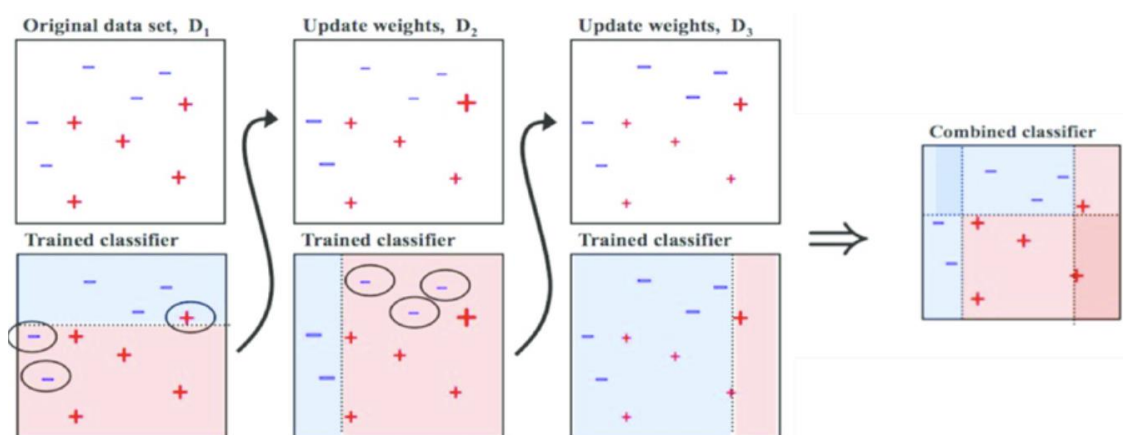 Original data set, D₁
Update weights, D₂
Update weights, D₃
Combined classifier
Trained classifier
Trained classifier
Trained classifier